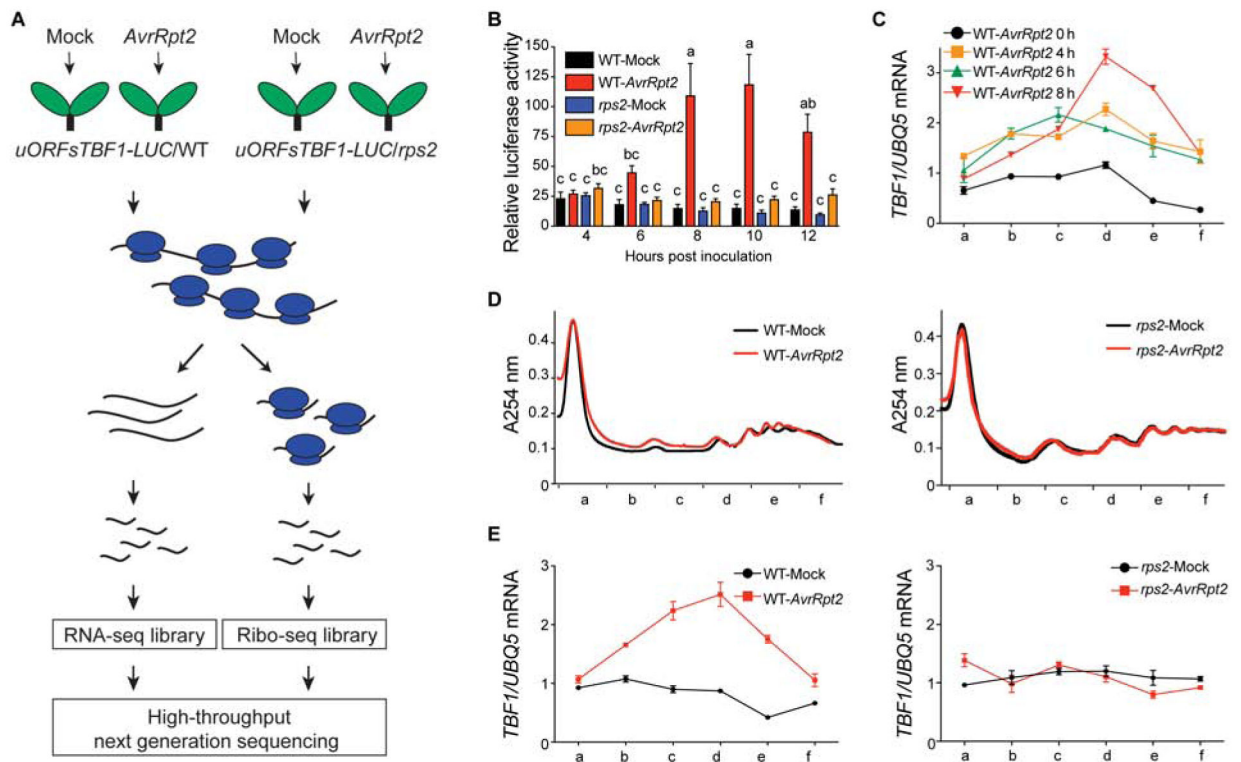 A
Mock
AvrRpt2
Mock
AvrRpt2
uORFsTBF1-LUC/WT
uORFsTBF1-LUC/rps2
RNA-seq library
Ribo-seq library
High-throughput
next generation sequencing
B
Relative luciferase activity
150
125
100
75
50
25
0
WT-Mock
WT-AvrRpt2
rps2-Mock
rps2-AvrRpt2
c c c bc
c bc c c
c a c c
c a c c
c ab c c
4 6 8 10 12
Hours post inoculation
C
TBF1/UBQ5 mRNA
3
2
1
0
WT-AvrRpt2 0 h
WT-AvrRpt2 4 h
WT-AvrRpt2 6 h
WT-AvrRpt2 8 h
a b c d e f
D
A254 nm
0.4
0.3
0.2
0.1
0
WT-Mock
WT-AvrRpt2
a b c d e f
A254 nm
0.4
0.3
0.2
0.1
0
rps2-Mock
rps2-AvrRpt2
a b c d e f
E
TBF1/UBQ5 mRNA
3
2
1
0
WT-Mock
WT-AvrRpt2
a b c d e f
TBF1/UBQ5 mRNA
3
2
1
0
rps2-Mock
rps2-AvrRpt2
a b c d e f